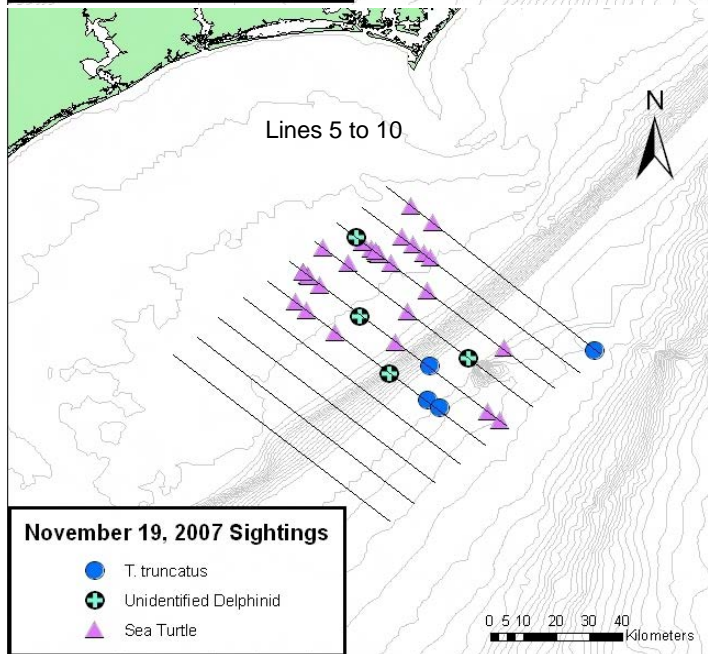 Lines 5 to 10
N
November 19, 2007 Sightings
T. truncatus
Unidentified Delphinid
Sea Turtle
0 5 10 20 30 40
Kilometers